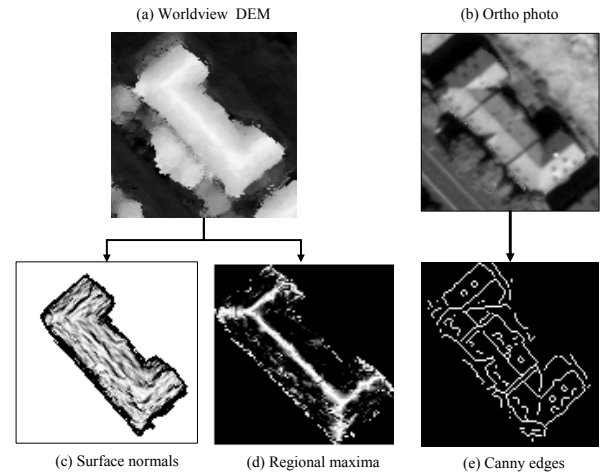 (a) Worldview DEM
(b) Ortho photo
(c) Surface normals
(d) Regional maxima
(e) Canny edges